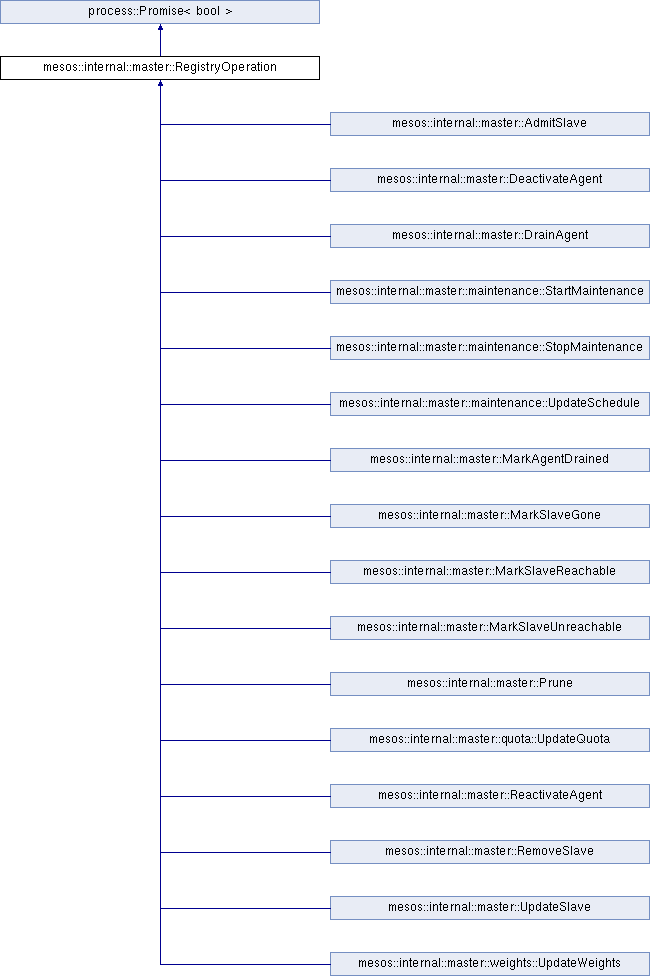 process::Promise< bool >
mesos::internal::master::RegistryOperation
mesos::internal::master::AdmitSlave
mesos::internal::master::DeactivateAgent
mesos::internal::master::DrainAgent
mesos::internal::master::maintenance::StartMaintenance
mesos::internal::master::maintenance::StopMaintenance
mesos::internal::master::maintenance::UpdateSchedule
mesos::internal::master::MarkAgentDrained
mesos::internal::master::MarkSlaveGone
mesos::internal::master::MarkSlaveReachable
mesos::internal::master::MarkSlaveUnreachable
mesos::internal::master::Prune
mesos::internal::master::quota::UpdateQuota
mesos::internal::master::ReactivateAgent
mesos::internal::master::RemoveSlave
mesos::internal::master::UpdateSlave
mesos::internal::master::weights::UpdateWeights